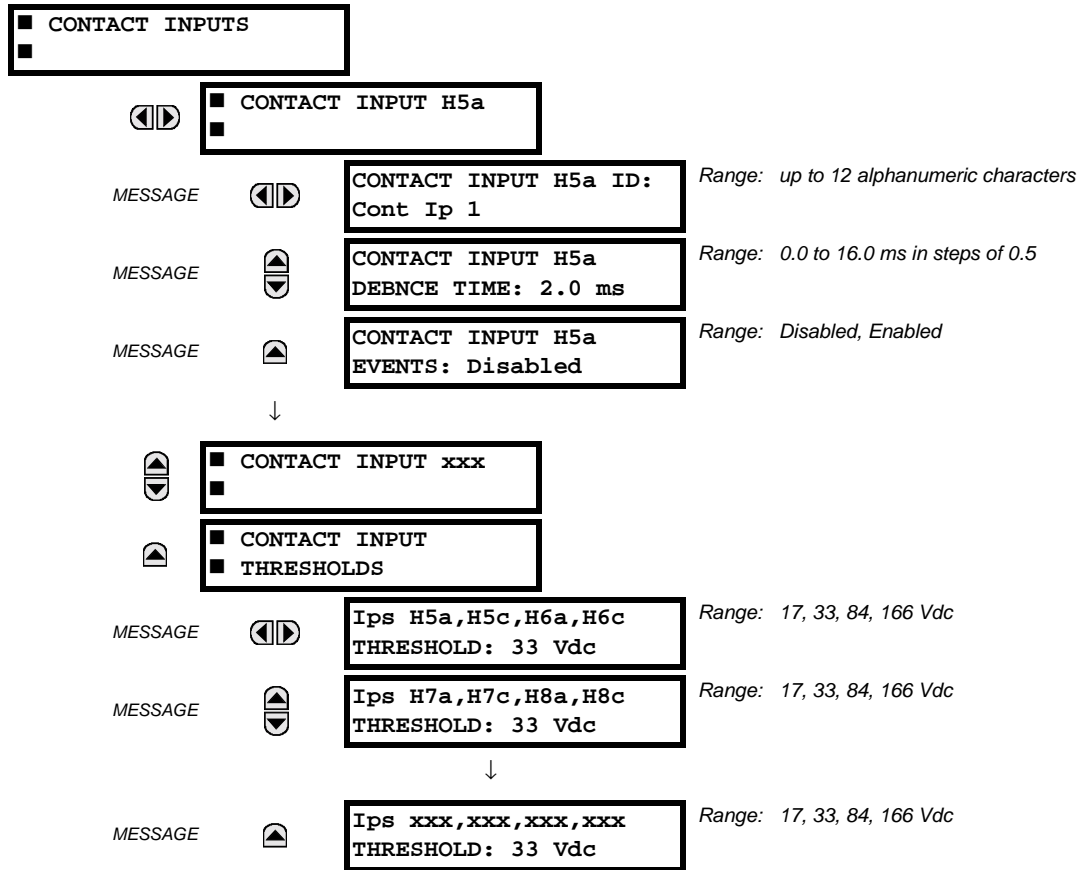 ■ CONTACT INPUTS
■
■ CONTACT INPUT H5a
■
MESSAGE CONTACT INPUT H5a ID: Range: up to 12 alphanumeric characters
Cont Ip 1
MESSAGE CONTACT INPUT H5a Range: 0.0 to 16.0 ms in steps of 0.5
DEBNCE TIME: 2.0 ms
MESSAGE CONTACT INPUT H5a Range: Disabled, Enabled
EVENTS: Disabled
↓
■ CONTACT INPUT xxx
■
■ CONTACT INPUT
■ THRESHOLDS
MESSAGE Ips H5a,H5c,H6a,H6c Range: 17, 33, 84, 166 Vdc
THRESHOLD: 33 Vdc
MESSAGE Ips H7a,H7c,H8a,H8c Range: 17, 33, 84, 166 Vdc
THRESHOLD: 33 Vdc
↓
MESSAGE Ips xxx,xxx,xxx,xxx Range: 17, 33, 84, 166 Vdc
THRESHOLD: 33 Vdc